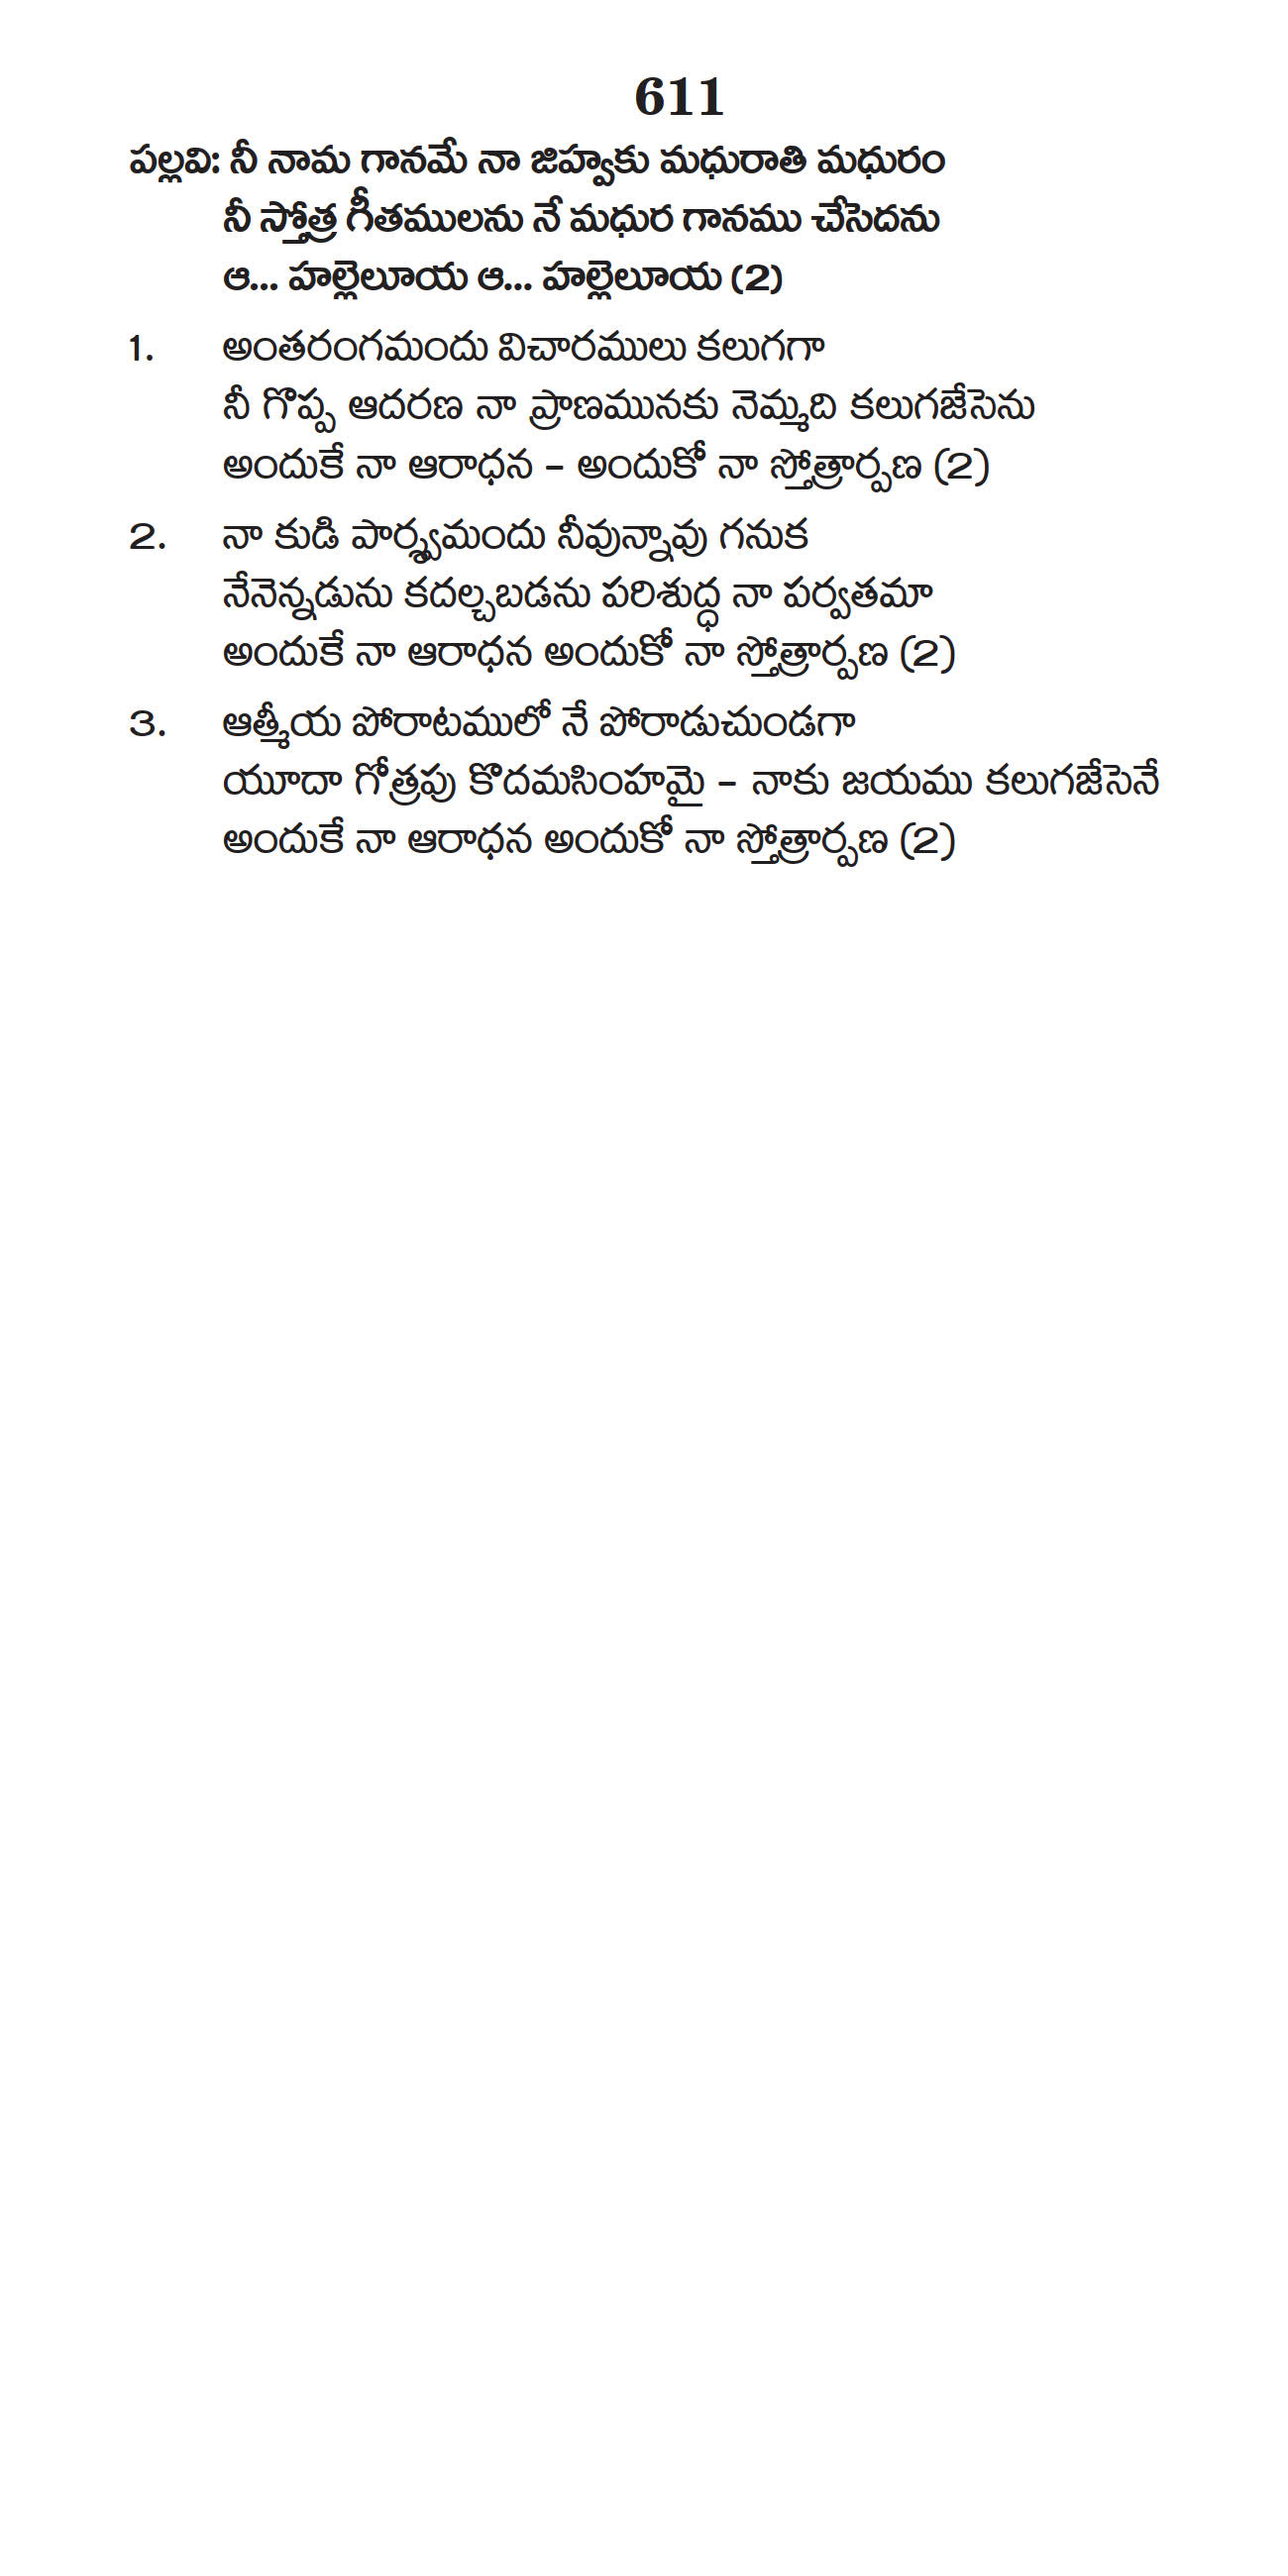 611
పల్లవి: నీ నామ గానమే నా జిహ్వకు మధురాతి మధురం
నీ స్తోత్ర గీతములను నే మధుర గానము చేసెదను
ఆ... హల్లెలూయ ఆ... హల్లెలూయ (2)
1. అంతరంగమందు విచారములు కలుగగా
నీ గొప్ప ఆదరణ నా ప్రాణమునకు నెమ్మది కలుగజేసెను
అందుకే నా ఆరాధన - అందుకో నా స్తోత్రార్పణ (2)
2. నా కుడి పార్శ్వమందు నీవున్నావు గనుక
నేనెన్నడును కదల్చబడను పరిశుద్ధ నా పర్వతమా
అందుకే నా ఆరాధన అందుకో నా స్తోత్రార్పణ (2)
3. ఆత్మీయ పోరాటములో నే పోరాడుచుండగా
యూదా గోత్రపు కొదమసింహమై - నాకు జయము కలుగజేసెనే
అందుకే నా ఆరాధన అందుకో నా స్తోత్రార్పణ (2)